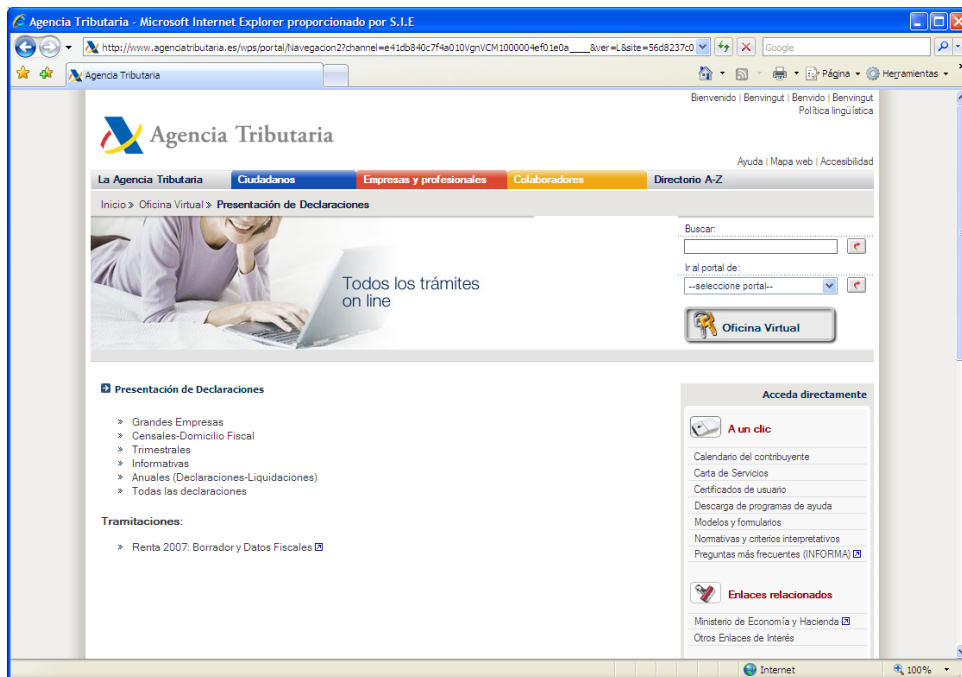 Agencia Tributaria - Microsoft Internet Explorer proporcionado por S.I.E
http://www.agenciatributaria.es/wps/portal/Navegacion2?channel=e41db840c7f4a010VgnVCM1000004ef01e0a____&ver=L&site=56d8237c0
Google
Agencia Tributaria
Página
Herramientas
Bienvenido | Benvingut | Benvido | Benvingut
Política lingüística
Agencia Tributaria
Ayuda | Mapa web | Accesibilidad
La Agencia Tributaria Ciudadanos Empresas y profesionales Colaboradores Directorio A-Z
Inicio » Oficina Virtual » Presentación de Declaraciones
Buscar:
Todos los trámites
on line
Ir al portal de:
--seleccione portal--
Oficina Virtual
Presentación de Declaraciones
» Grandes Empresas
» Censales-Domicilio Fiscal
» Trimestrales
» Informativas
» Anuales (Declaraciones-Liquidaciones)
» Todas las declaraciones
Tramitaciones:
» Renta 2007: Borrador y Datos Fiscales
Acceda directamente
A un clic
Calendario del contribuyente
Carta de Servicios
Certificados de usuario
Descarga de programas de ayuda
Modelos y formularios
Normativas y criterios interpretativos
Preguntas más frecuentes (INFORMA)
Enlaces relacionados
Ministerio de Economía y Hacienda
Otros Enlaces de Interés
Internet
100%